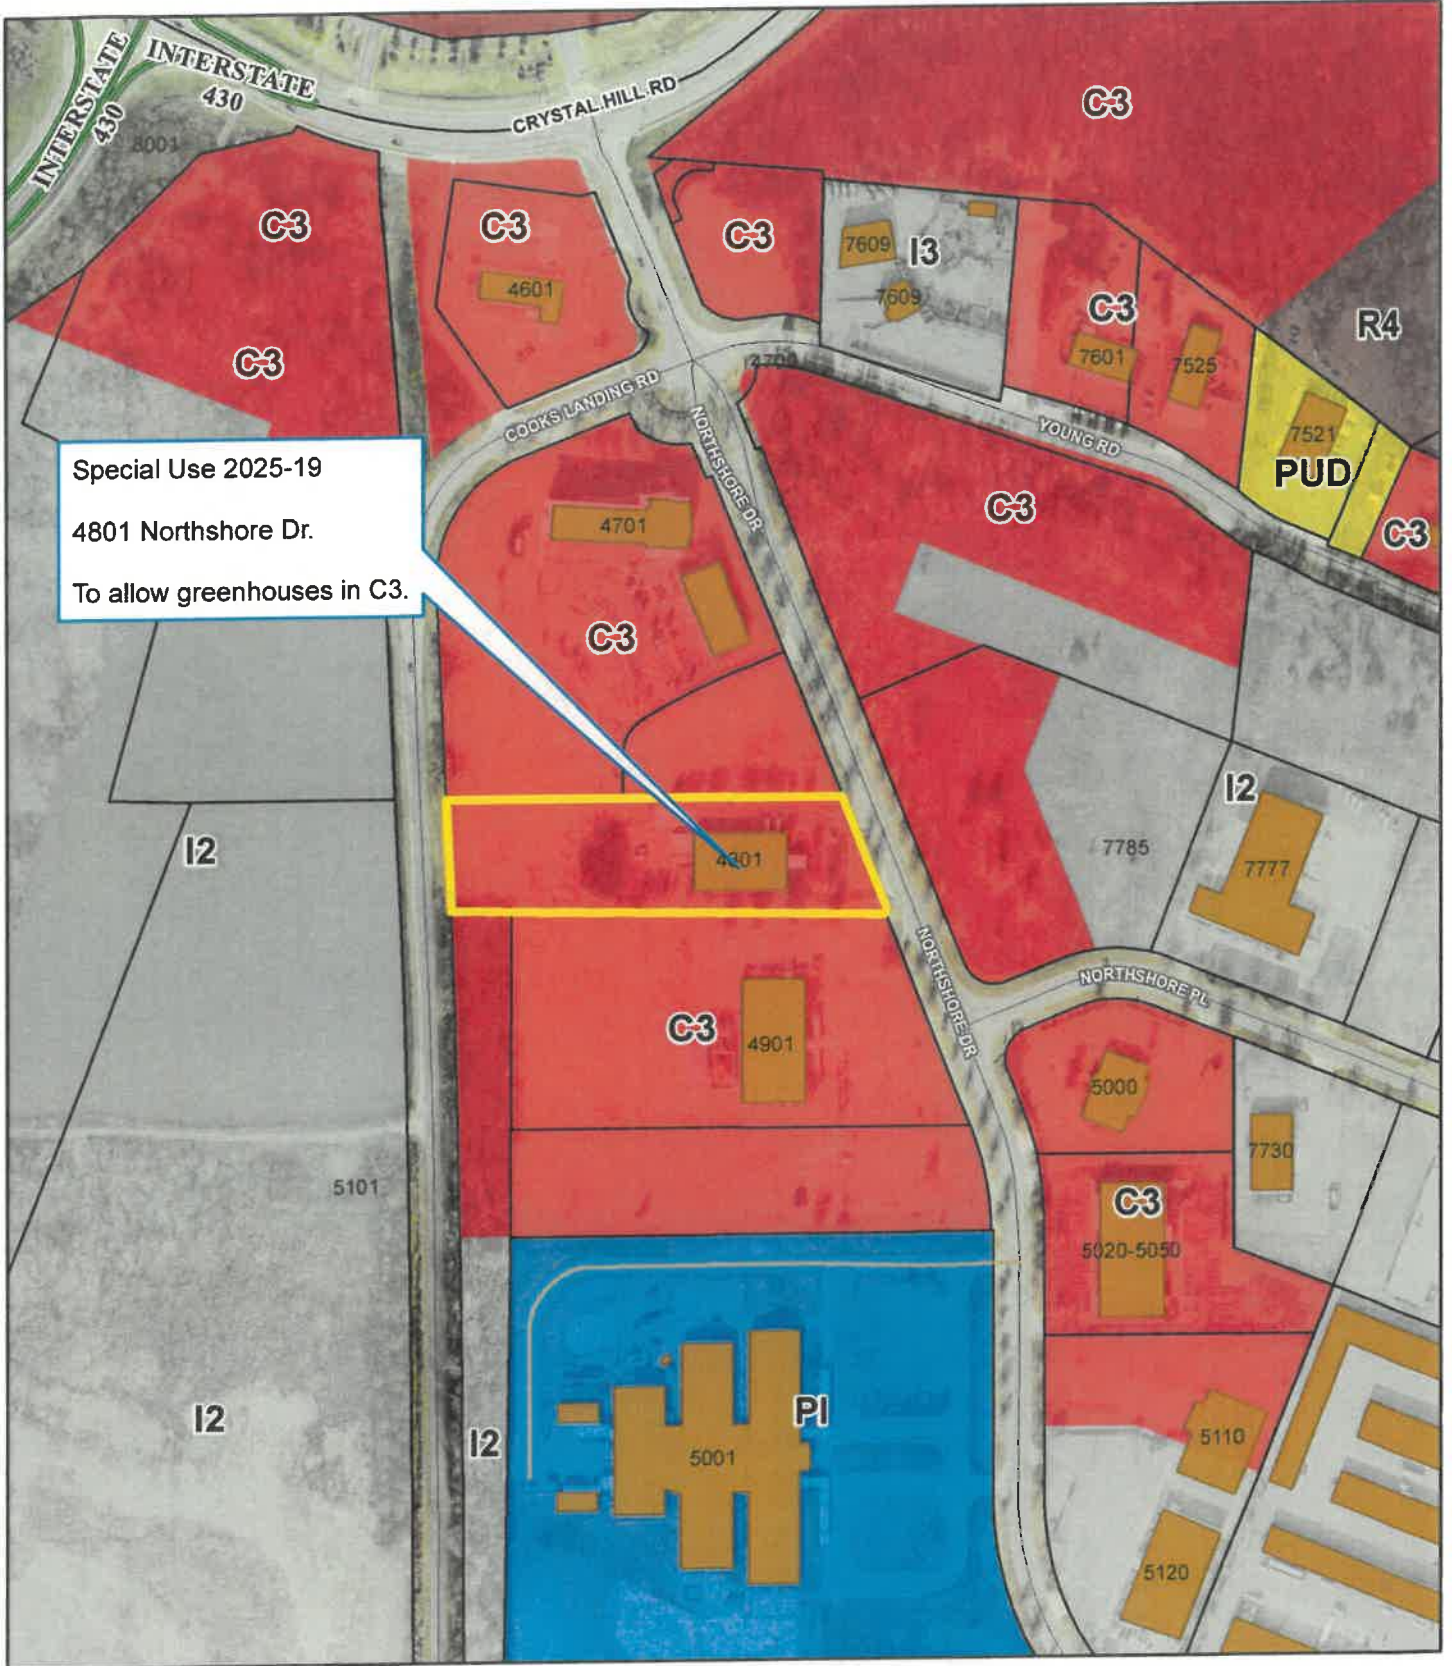 INTERSTATE
430
INTERSTATE
430
CRYSTAL HILL RD
8001
C-3
C-3
C-3
C-3
C-3
4601
7609
I3
7609
C-3
7601
7525
R4
7521
PUD
C-3
4700
COOKS LANDING RD
NORTHSHORE DR
YOUNG RD
C-3
Special Use 2025-19
4801 Northshore Dr.
To allow greenhouses in C3.
4701
C-3
I2
4801
7785
I2
7777
NORTHSHORE DR
NORTHSHORE PL
C-3
4901
5000
7730
5101
C-3
5020-5050
I2
I2
PI
5001
5110
5120